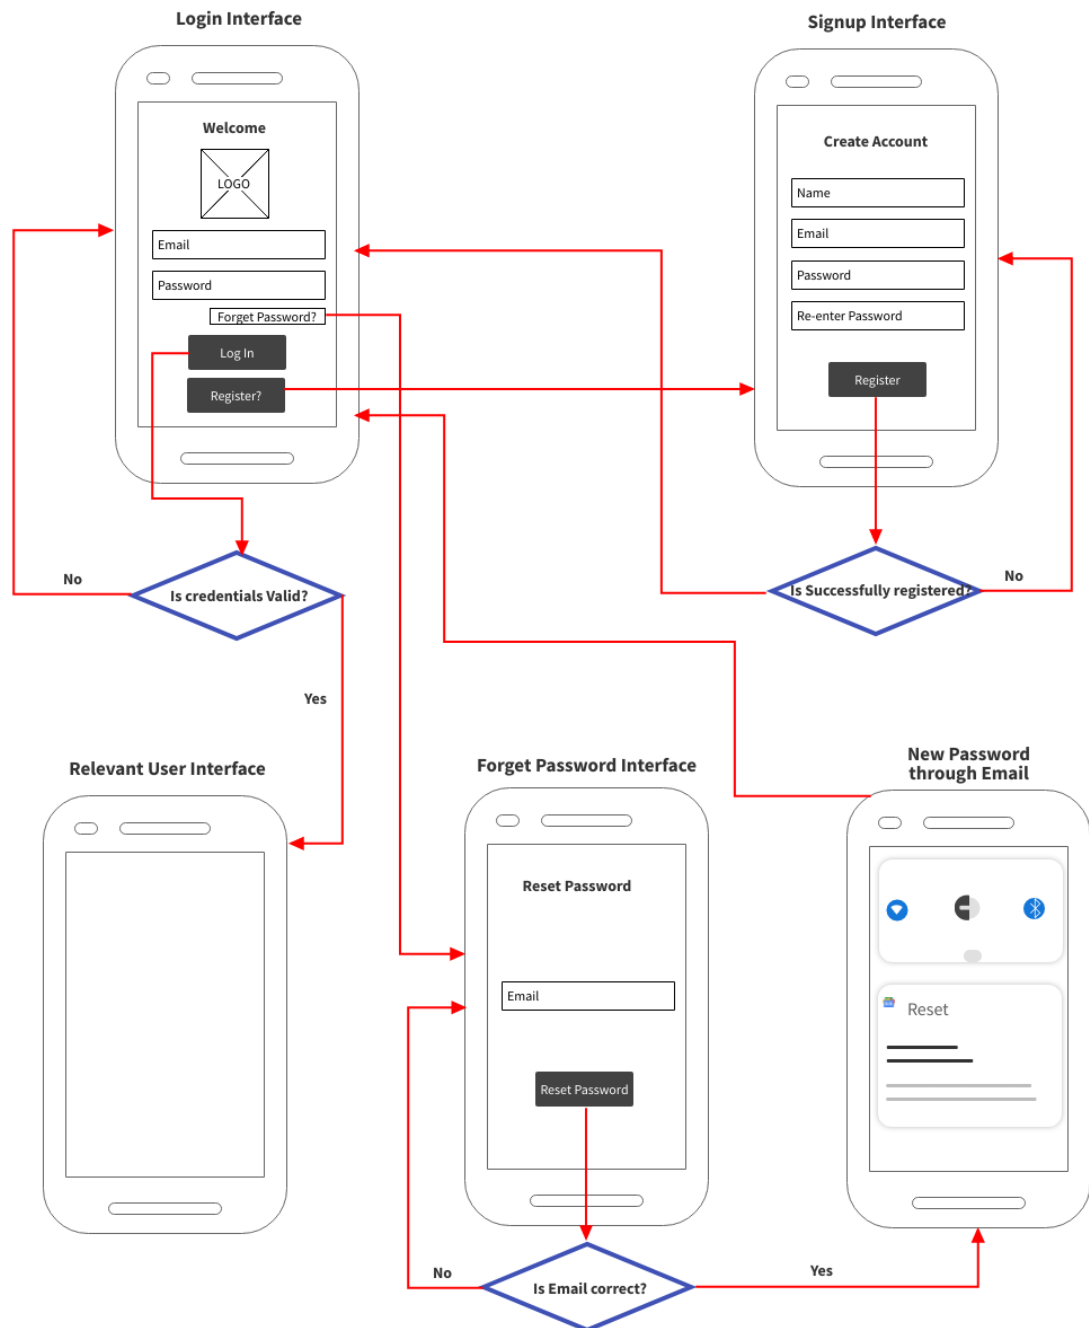 Login Interface
Signup Interface
Welcome
LOGO
Email
Password
Forget Password?
Log In
Register?
Create Account
Name
Email
Password
Re-enter Password
Register
No
Is credentials Valid?
Yes
Is Successfully registered?
No
Relevant User Interface
Forget Password Interface
New Password
through Email
Reset Password
Email
Reset Password
Reset
No
Is Email correct?
Yes